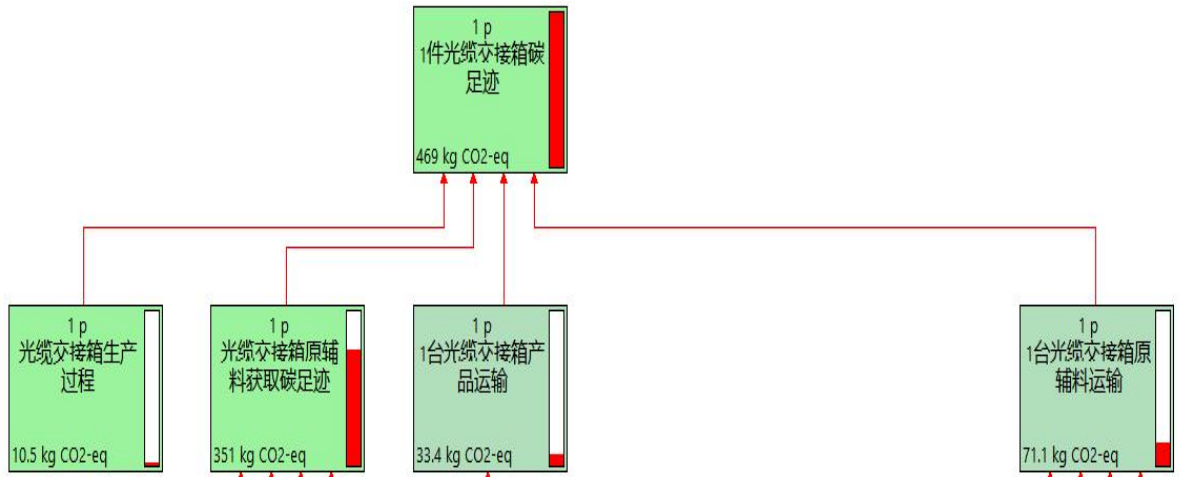 1 p
1件光缆交接箱碳
足迹
469 kg CO2-eq
1 p
光缆交接箱生产
过程
10.5 kg CO2-eq
1 p
光缆交接箱原辅
料获取碳足迹
351 kg CO2-eq
1 p
1台光缆交接箱产
品运输
33.4 kg CO2-eq
1 p
1台光缆交接箱原
辅料运输
71.1 kg CO2-eq